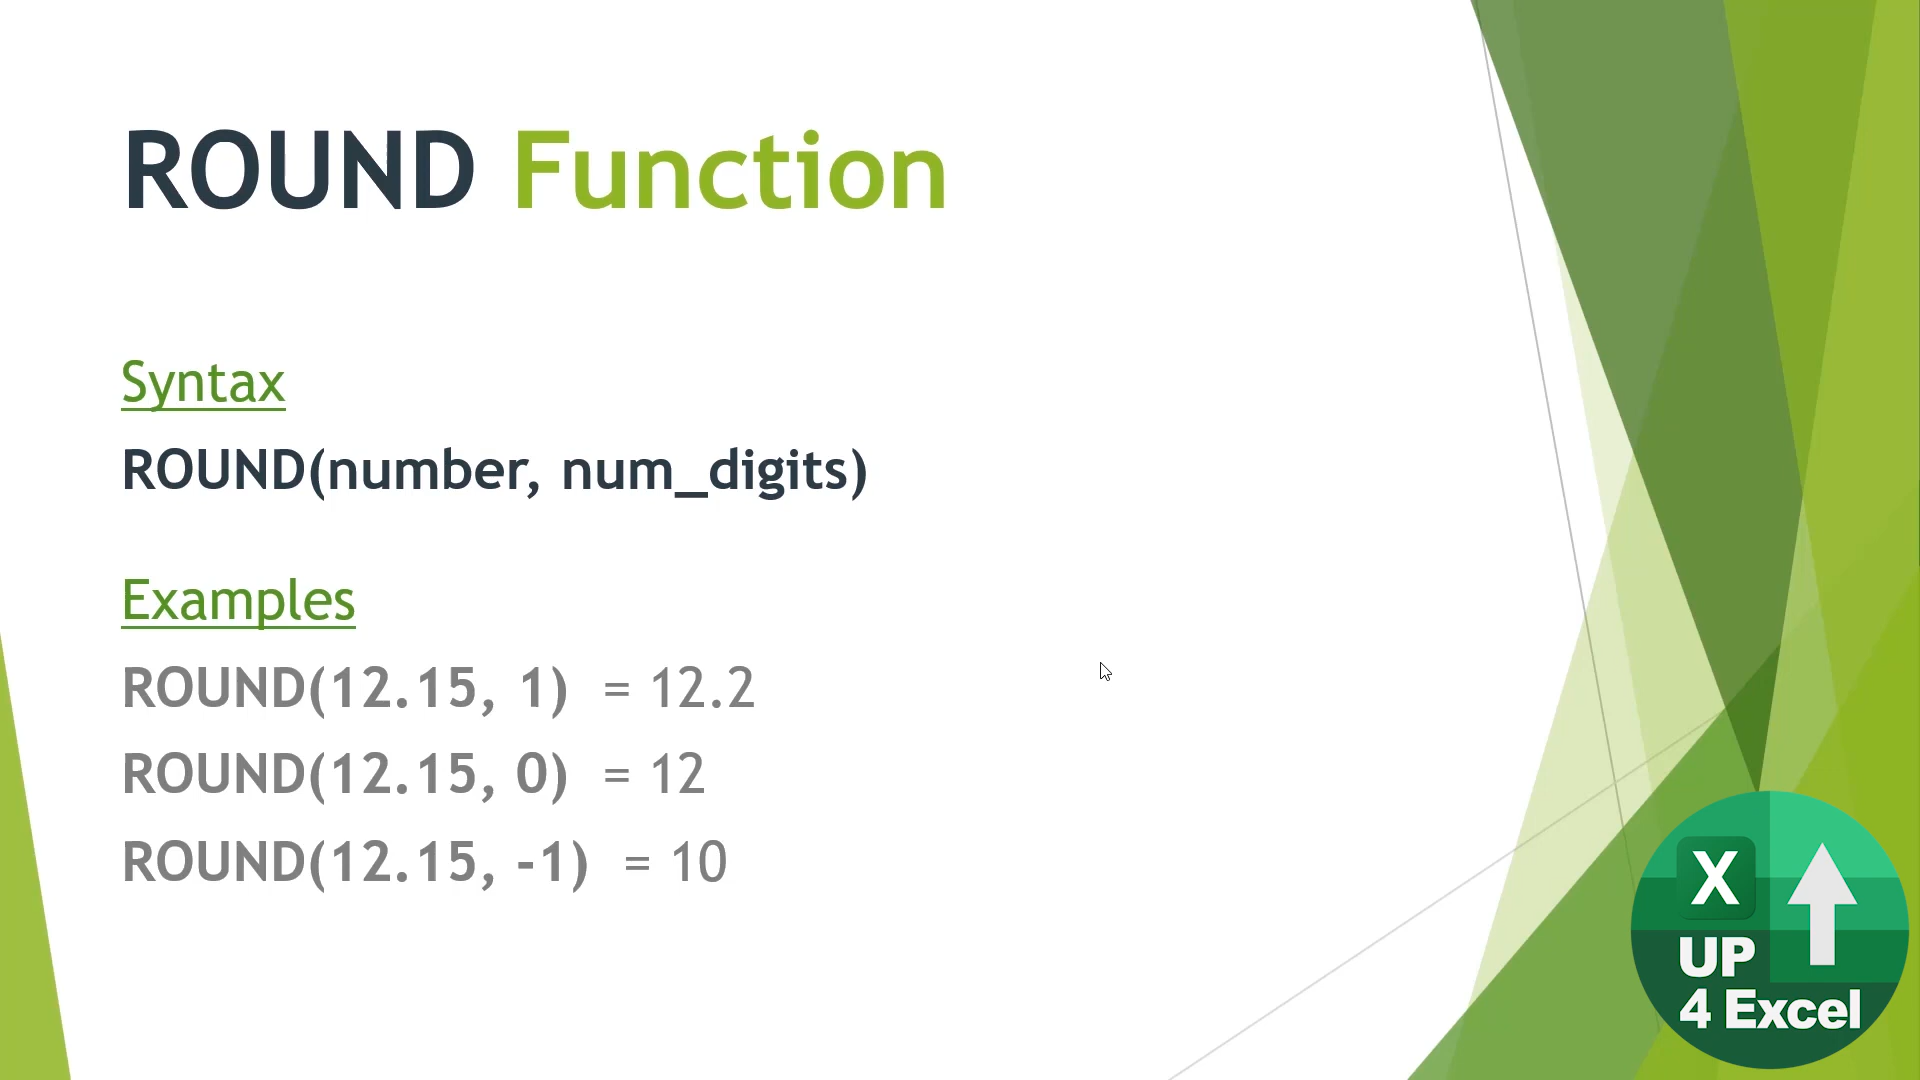 ROUND Function
Syntax
ROUND(number, num_digits)
Examples
ROUND(12.15, 1) = 12.2
ROUND(12.15, 0) = 12
ROUND(12.15, -1) = 10
X
UP
4 Excel